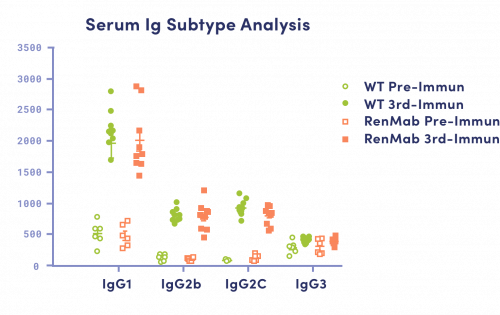 Serum Ig Subtype Analysis
3500
3000
2500
2000
1500
1000
500
0
IgG1 IgG2b IgG2C IgG3
WT Pre-Immun
WT 3rd-Immun
RenMab Pre-Immun
RenMab 3rd-Immun